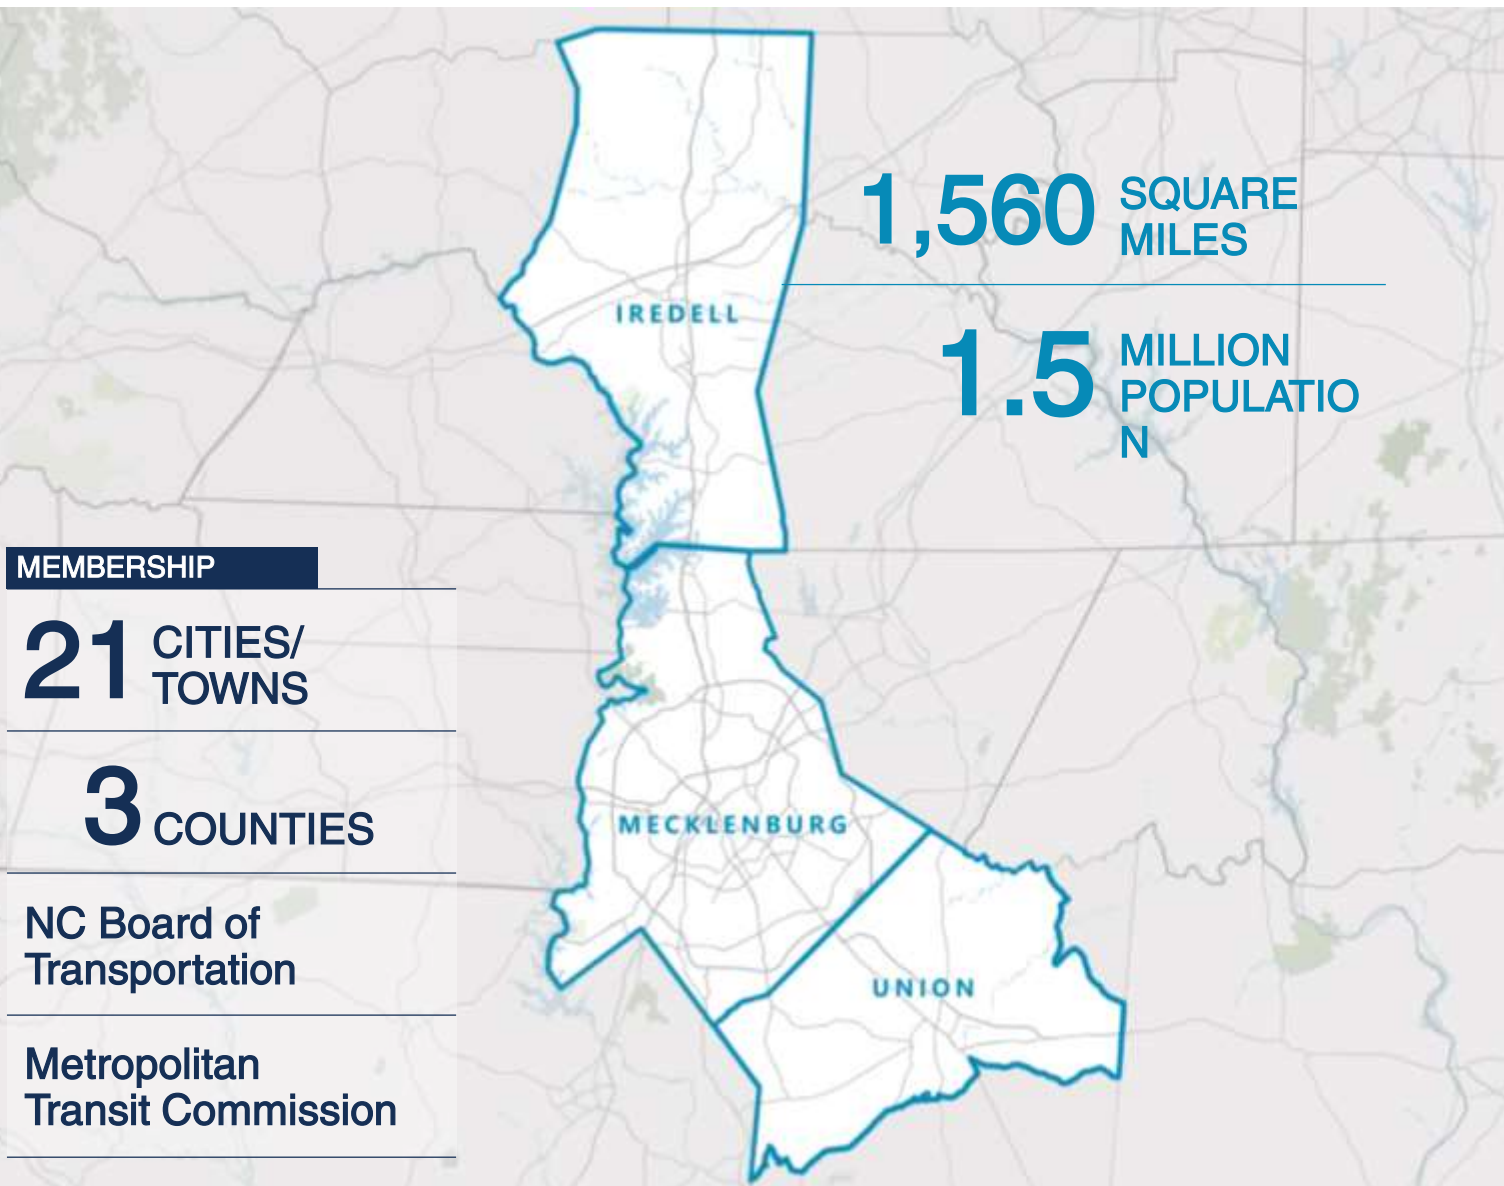 1,560 SQUARE
MILES
IREDELL
1.5 MILLION
POPULATIO
N
MEMBERSHIP
21 CITIES/
TOWNS
3 COUNTIES
MECKLENBURG
NC Board of
Transportation
UNION
Metropolitan
Transit Commission